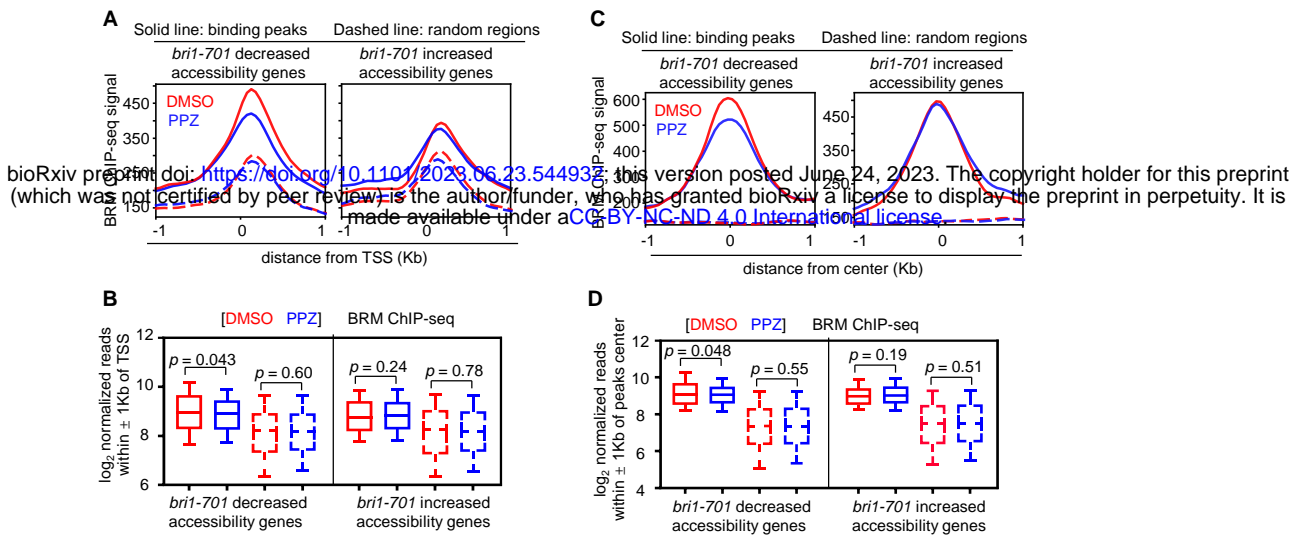 A
Solid line: binding peaks
Dashed line: random regions
bri1-701 decreased
accessibility genes
bri1-701 increased
accessibility genes
BRM ChIP-seq signal
450
350
250
150
DMSO
PPZ
-1
0
1
-1
0
1
distance from TSS (Kb)
C
Solid line: binding peaks
Dashed line: random regions
bri1-701 decreased
accessibility genes
bri1-701 increased
accessibility genes
BRM ChIP-seq signal
600
500
400
300
200
DMSO
PPZ
550
450
350
250
150
-1
0
1
-1
0
1
distance from center (Kb)
bioRxiv preprint doi: https://doi.org/10.1101/2023.06.23.544932; this version posted June 24, 2023. The copyright holder for this preprint
(which was not certified by peer review) is the author/funder, who has granted bioRxiv a license to display the preprint in perpetuity. It is
made available under aCC-BY-NC-ND 4.0 International license.
B
[DMSO PPZ] BRM ChIP-seq
log2 normalized reads
within ± 1Kb of TSS
12
10
8
6
p = 0.043
p = 0.60
p = 0.24
p = 0.78
bri1-701 decreased
accessibility genes
bri1-701 increased
accessibility genes
D
[DMSO PPZ] BRM ChIP-seq
log2 normalized reads
within ± 1Kb of peaks center
12
10
8
6
4
p = 0.048
p = 0.55
p = 0.19
p = 0.51
bri1-701 decreased
accessibility genes
bri1-701 increased
accessibility genes